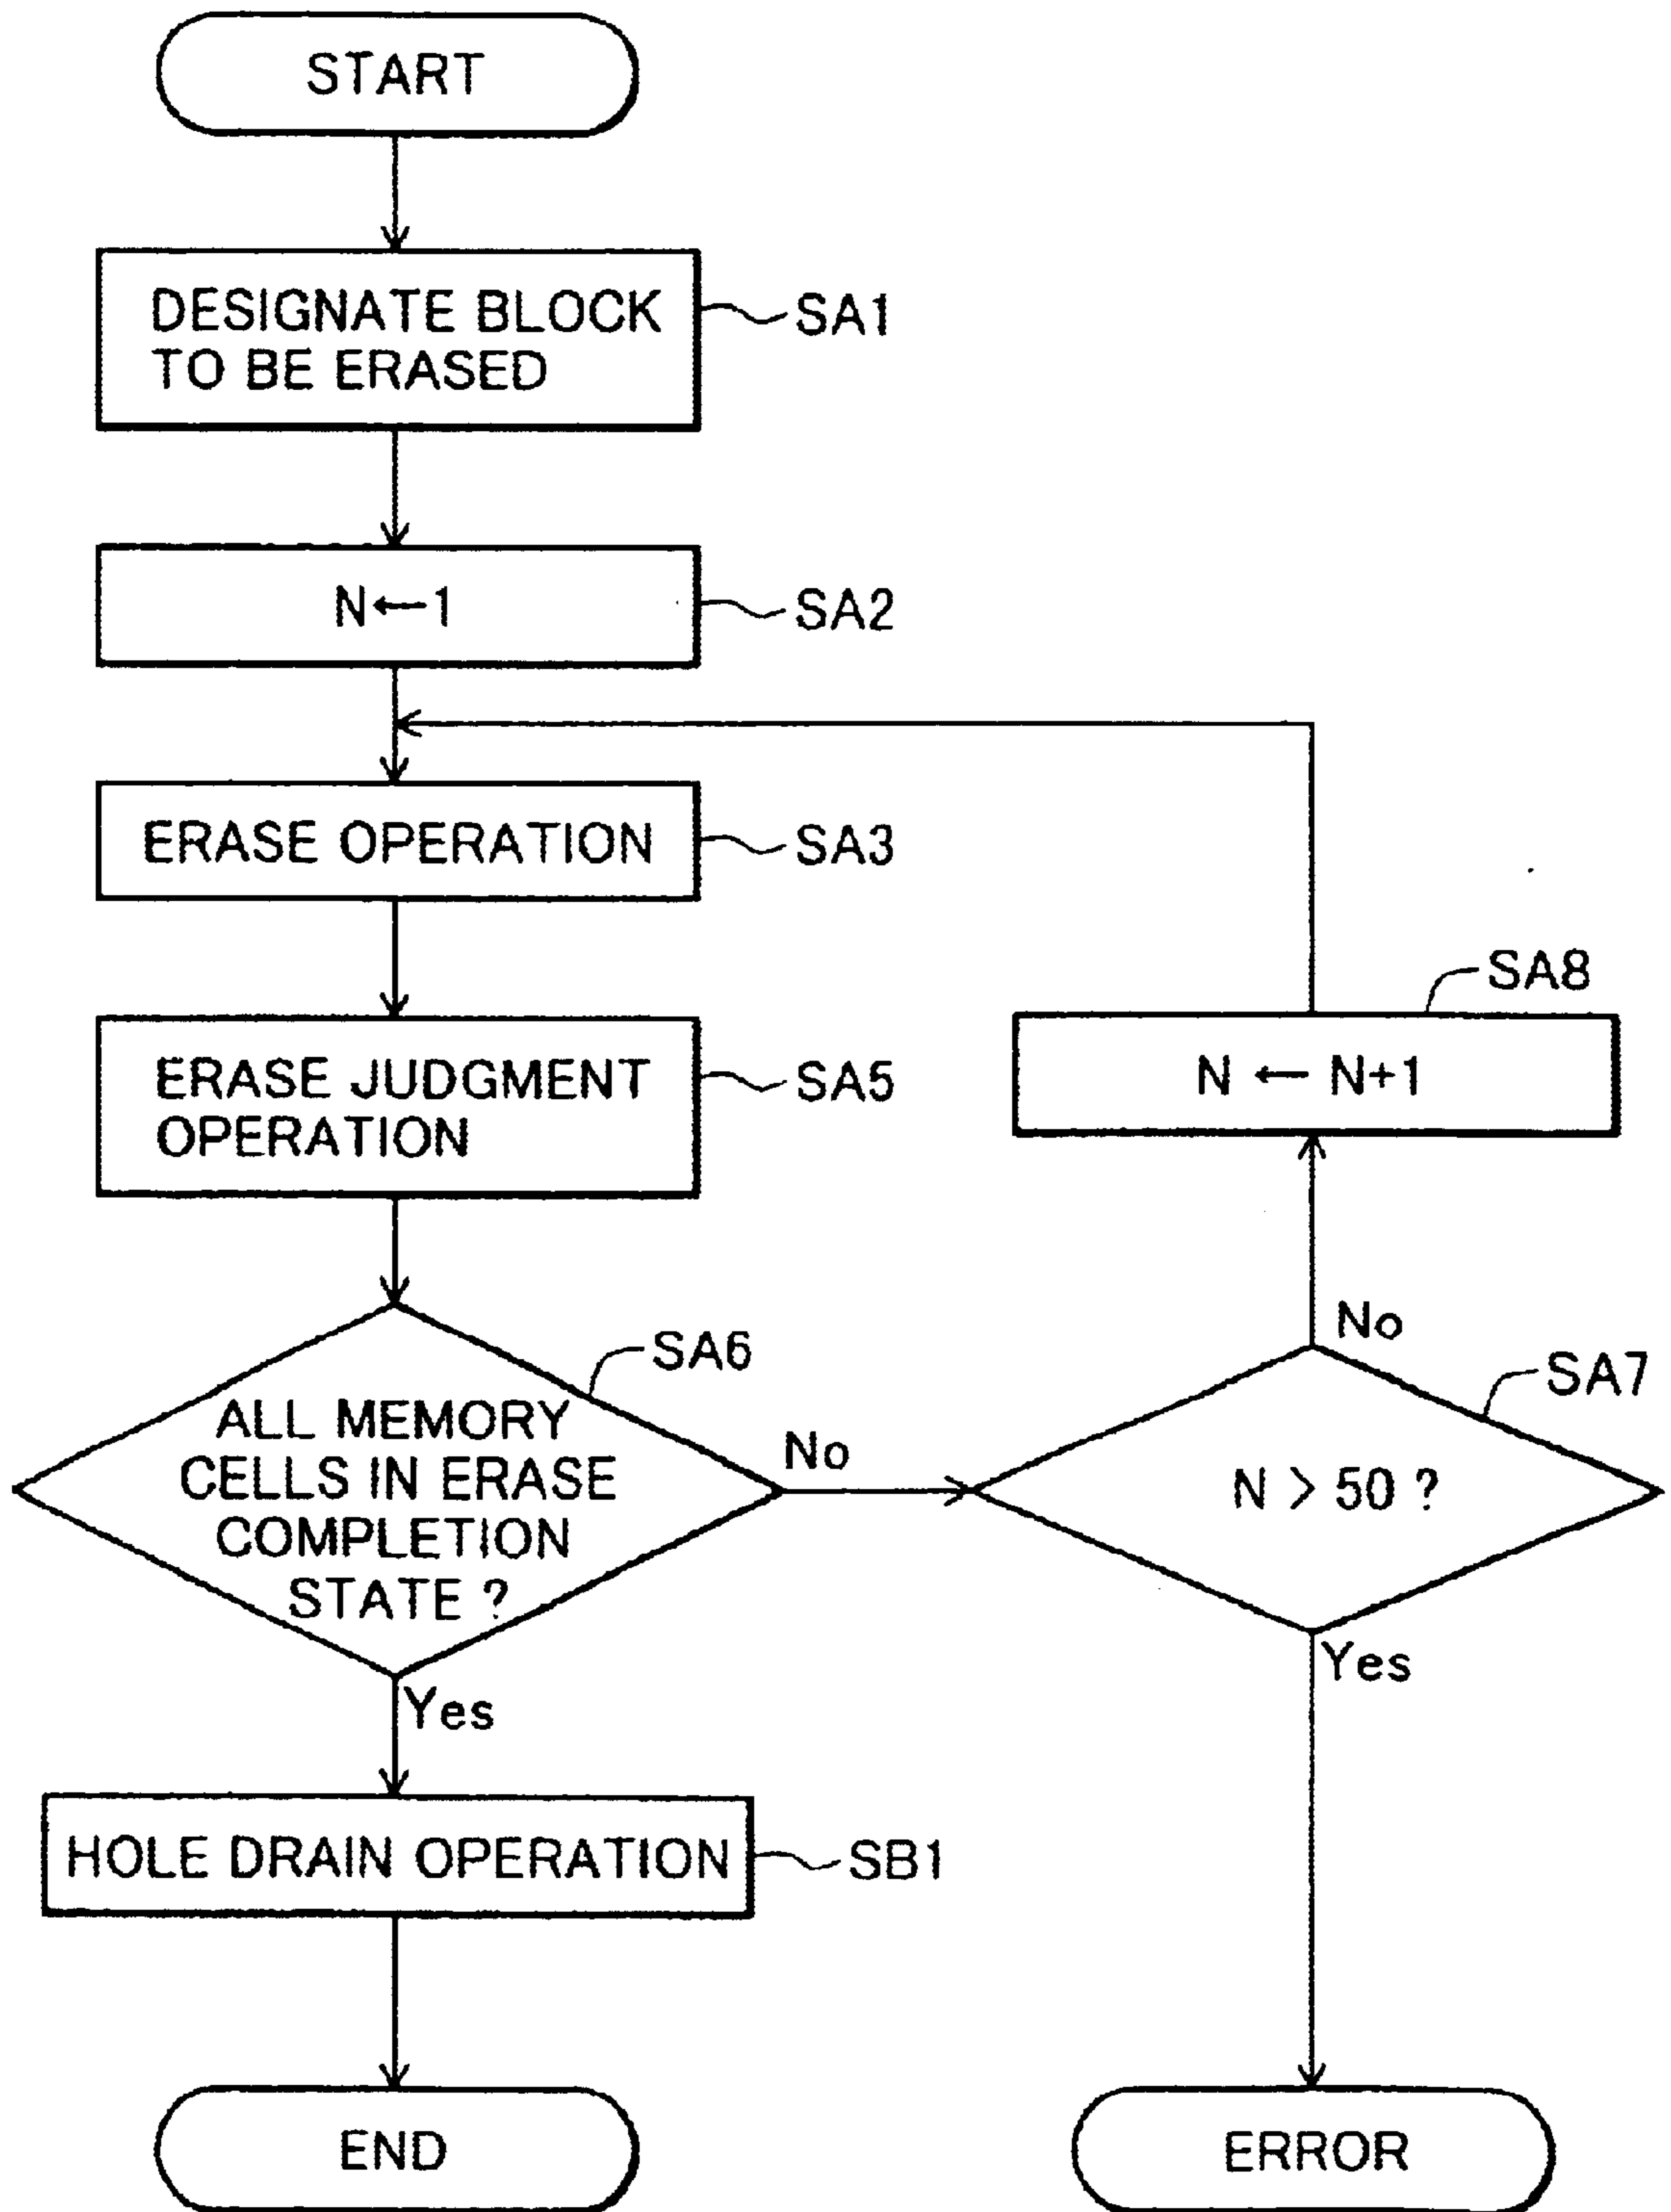 START
DESIGNATE BLOCK
TO BE ERASED
SA1
N←1
SA2
ERASE OPERATION
SA3
ERASE JUDGMENT
OPERATION
SA5
SA8
N ← N+1
SA6
ALL MEMORY
CELLS IN ERASE
COMPLETION
STATE ?
No
Yes
No
SA7
N > 50 ?
Yes
HOLE DRAIN OPERATION
SB1
END
ERROR